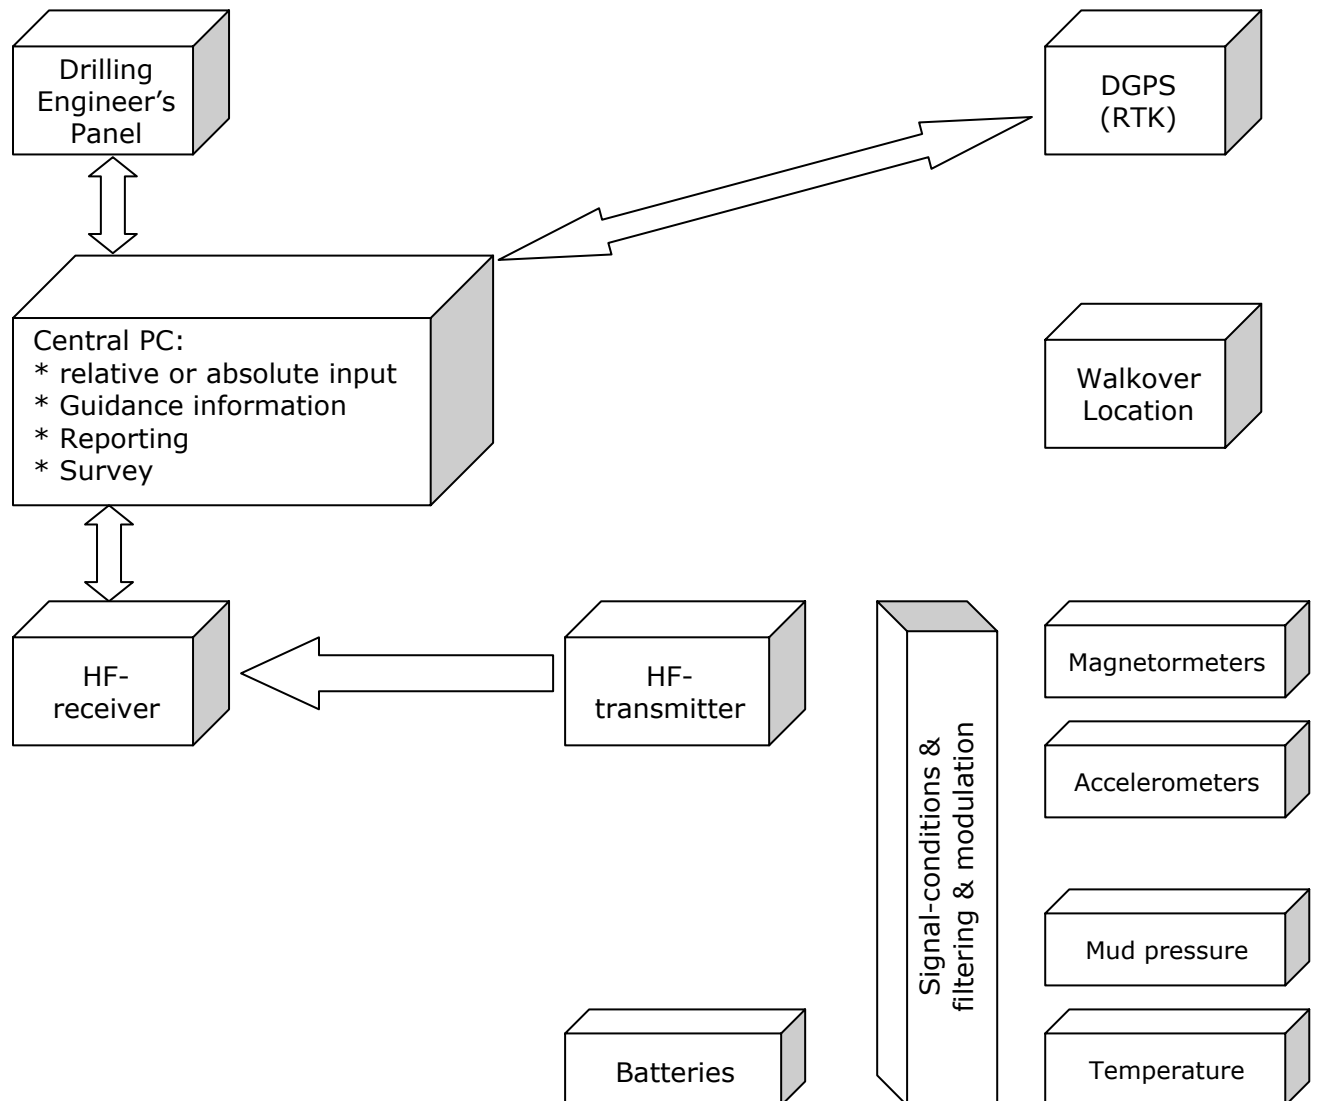 Drilling
Engineer’s
Panel
DGPS
(RTK)
Central PC:
* relative or absolute input
* Guidance information
* Reporting
* Survey
Walkover
Location
HF-
receiver
HF-
transmitter
Signal-conditions &
filtering & modulation
Magnetormeters
Accelerometers
Mud pressure
Batteries
Temperature